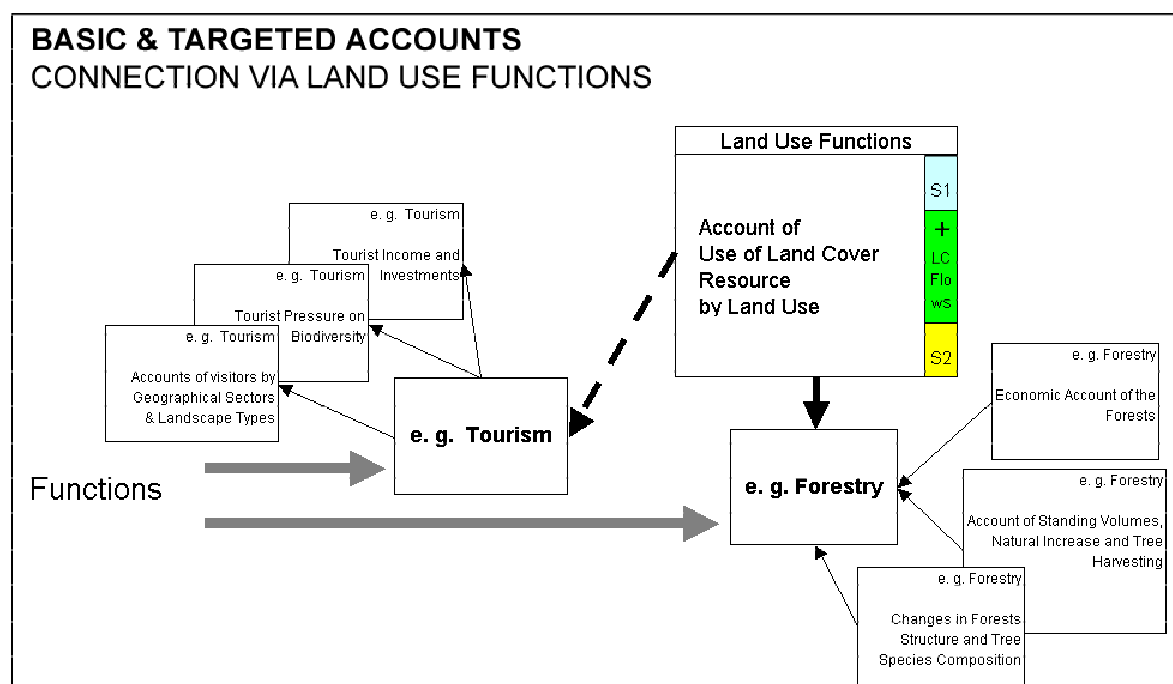 BASIC & TARGETED ACCOUNTS
CONNECTION VIA LAND USE FUNCTIONS
Land Use Functions
Account of
Use of Land Cover
Resource
by Land Use
S1
+
LC
Flo
ws
S2
e. g. Tourism
Tourist Income and
Investments
e. g. Tourism
Tourist Pressure on
Biodiversity
e. g. Tourism
Accounts of visitors by
Geographical Sectors
& Landscape Types
e. g. Tourism
Functions
e. g. Forestry
e. g. Forestry
Economic Account of the
Forests
e. g. Forestry
Account of Standing Volumes,
Natural Increase and Tree
Harvesting
e. g. Forestry
Changes in Forests
Structure and Tree
Species Composition